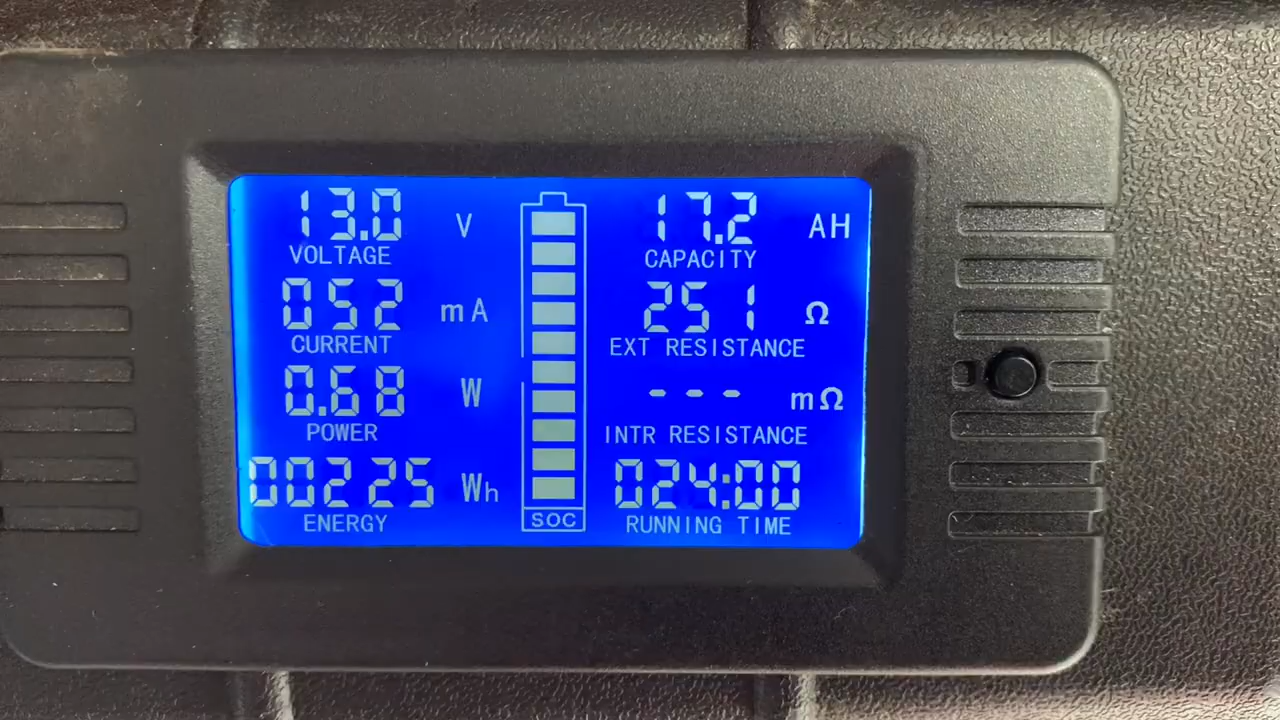 13.0 V
VOLTAGE
052 mA
CURRENT
0.68 W
POWER
00225 Wh
ENERGY
SOC
17.2 AH
CAPACITY
251 Ω
EXT RESISTANCE
--- mΩ
INTR RESISTANCE
024:00
RUNNING TIME